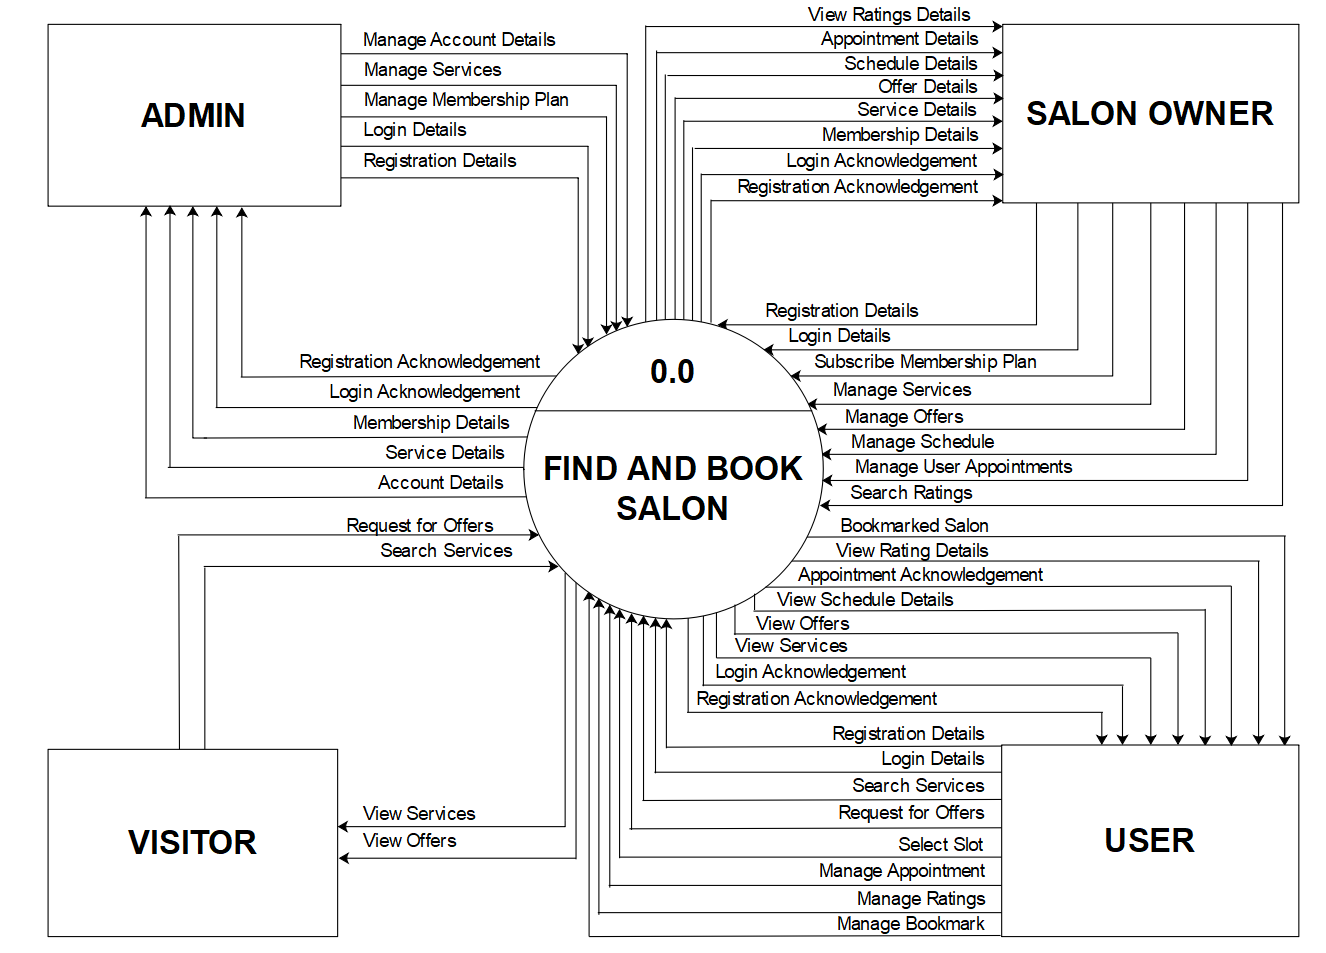 ADMIN
Manage Account Details
Manage Services
Manage Membership Plan
Login Details
Registration Details
View Ratings Details
Appointment Details
Schedule Details
Offer Details
Service Details
Membership Details
Login Acknowledgement
Registration Acknowledgement
SALON OWNER
Registration Details
Login Details
Subscribe Membership Plan
Manage Services
Manage Offers
Manage Schedule
Manage User Appointments
Search Ratings
Registration Acknowledgement
Login Acknowledgement
Membership Details
Service Details
Account Details
0.0
FIND AND BOOK
SALON
Request for Offers
Search Services
Bookmarked Salon
View Rating Details
Appointment Acknowledgement
View Schedule Details
View Offers
View Services
Login Acknowledgement
Registration Acknowledgement
VISITOR
View Services
View Offers
Registration Details
Login Details
Search Services
Request for Offers
Select Slot
Manage Appointment
Manage Ratings
Manage Bookmark
USER